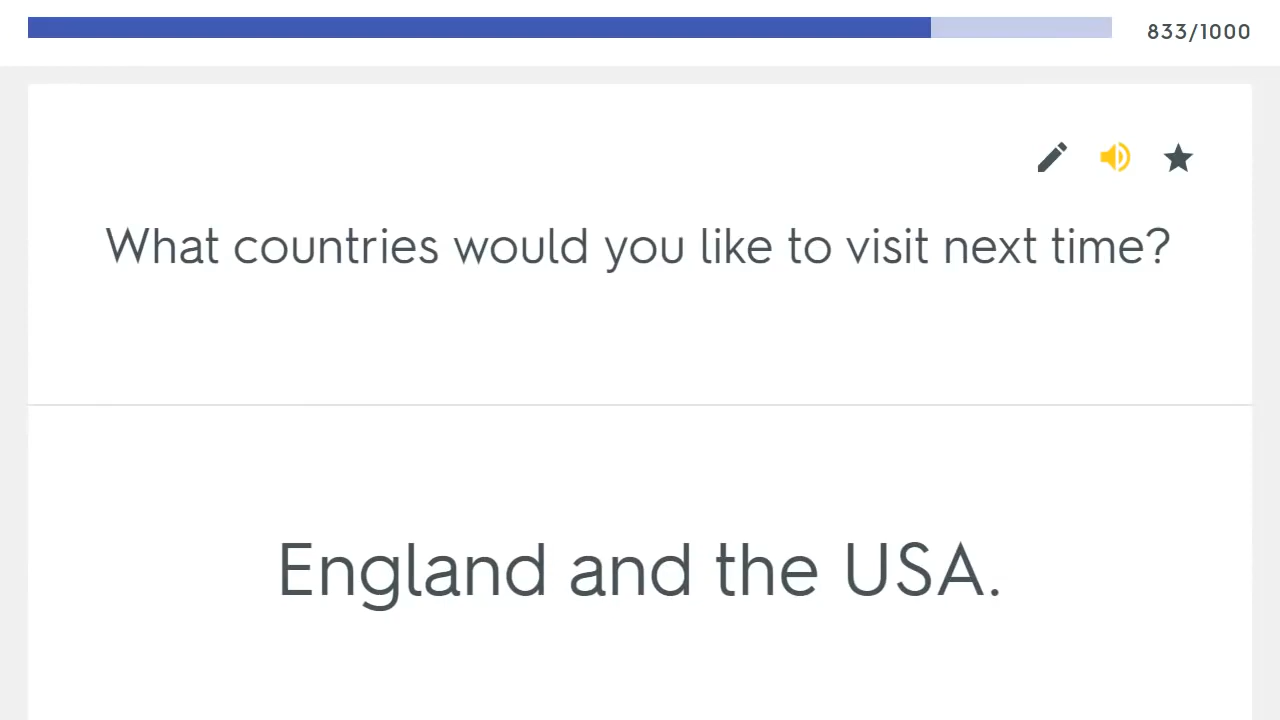 833/1000
What countries would you like to visit next time?
England and the USA.